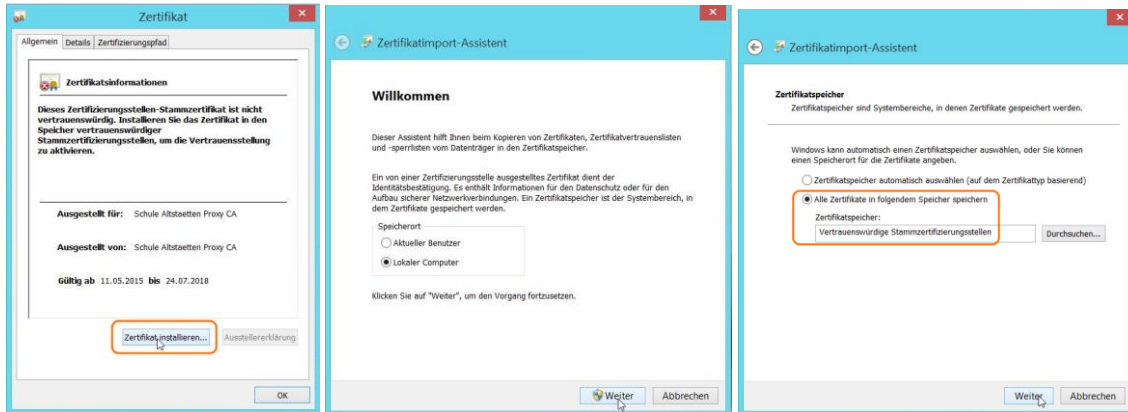 Zertifikat
Allgemein Details Zertifizierungspfad
Zertifikatsinformationen
Dieses Zertifizierungsstellen-Stammzertifikat ist nicht
vertrauenswürdig. Installieren Sie das Zertifikat in den
Speicher vertrauenswürdiger
Stammzertifizierungsstellen, um die Vertrauensstellung
zu aktivieren.
Ausgestellt für: Schule Altstaetten Proxy CA
Ausgestellt von: Schule Altstaetten Proxy CA
Gültig ab 11.05.2015 bis 24.07.2018
Zertifikat installieren... Ausstellererklärung
OK
Zertifikatimport-Assistent
Willkommen
Dieser Assistent hilft Ihnen beim Kopieren von Zertifikaten, Zertifikatvertrauenslisten
und -sperrlisten vom Datenträger in den Zertifikatspeicher.
Ein von einer Zertifizierungsstelle ausgestelltes Zertifikat dient der
Identitätsbestätigung. Es enthält Informationen für den Datenschutz oder für den
Aufbau sicherer Netzwerkverbindungen. Ein Zertifikatspeicher ist der Systembereich, in
dem Zertifikate gespeichert werden.
Speicherort
Aktueller Benutzer
Lokaler Computer
Klicken Sie auf "Weiter", um den Vorgang fortzusetzen.
Weiter Abbrechen
Zertifikatimport-Assistent
Zertifikatspeicher
Zertifikatspeicher sind Systembereiche, in denen Zertifikate gespeichert werden.
Windows kann automatisch einen Zertifikatspeicher auswählen, oder Sie können
einen Speicherort für die Zertifikate angeben.
Zertifikatspeicher automatisch auswählen (auf dem Zertifikattyp basierend)
Alle Zertifikate in folgendem Speicher speichern
Zertifikatspeicher:
Vertrauenswürdige Stammzertifizierungsstellen Durchsuchen...
Weiter Abbrechen